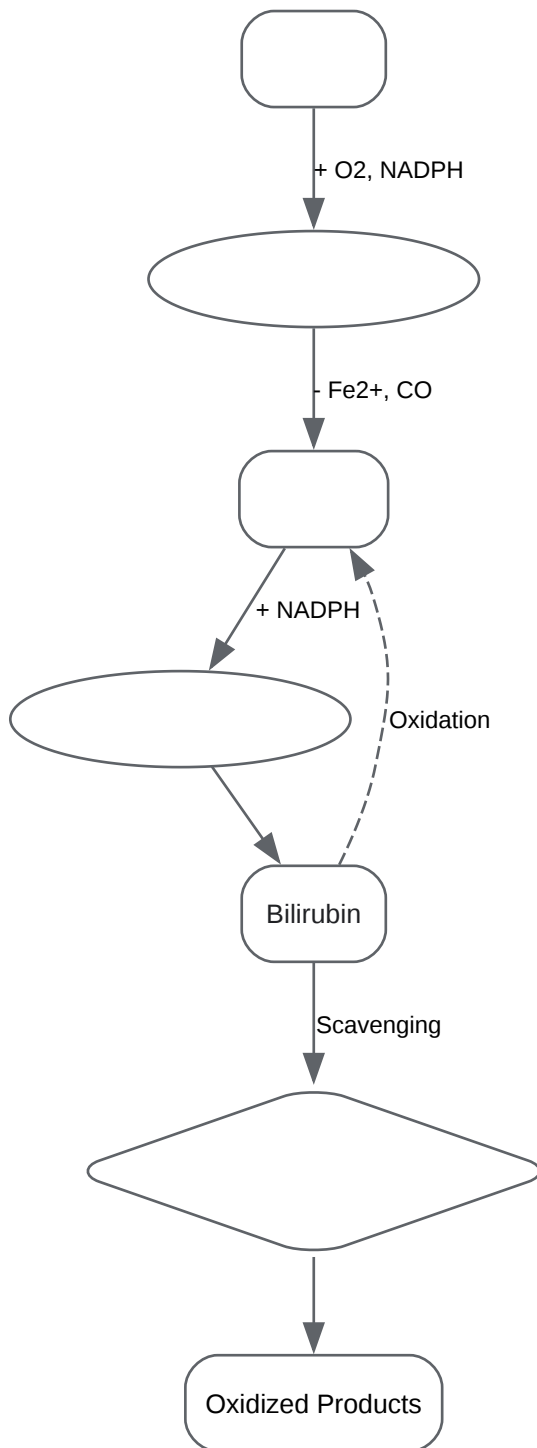 + O2, NADPH
- Fe2+, CO
+ NADPH
Oxidation
Bilirubin
Scavenging
Oxidized Products